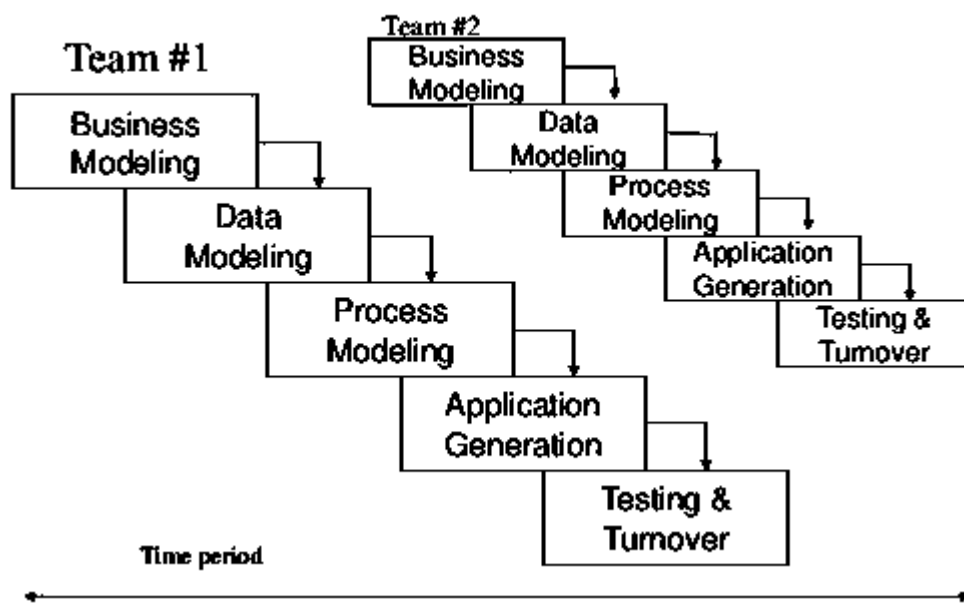 Team #1
Business
Modeling
Data
Modeling
Process
Modeling
Application
Generation
Testing &
Turnover
Team #2
Business
Modeling
Data
Modeling
Process
Modeling
Application
Generation
Testing &
Turnover
Time period